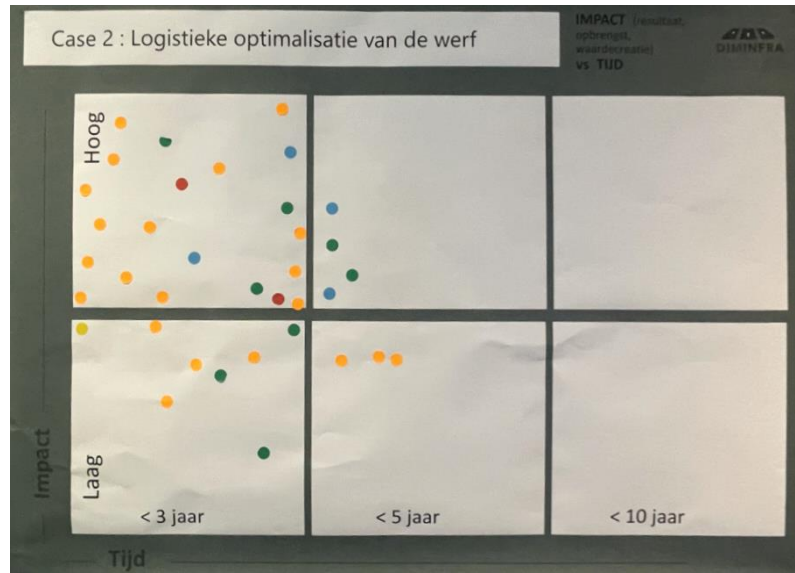 Case 2 : Logistieke optimalisatie van de werf
IMPACT (resultaat,
opbrengst,
waardecreatie)
vs TIJD
DIMINFRA
Hoog
Impact
Laag
< 3 jaar
< 5 jaar
< 10 jaar
Tijd